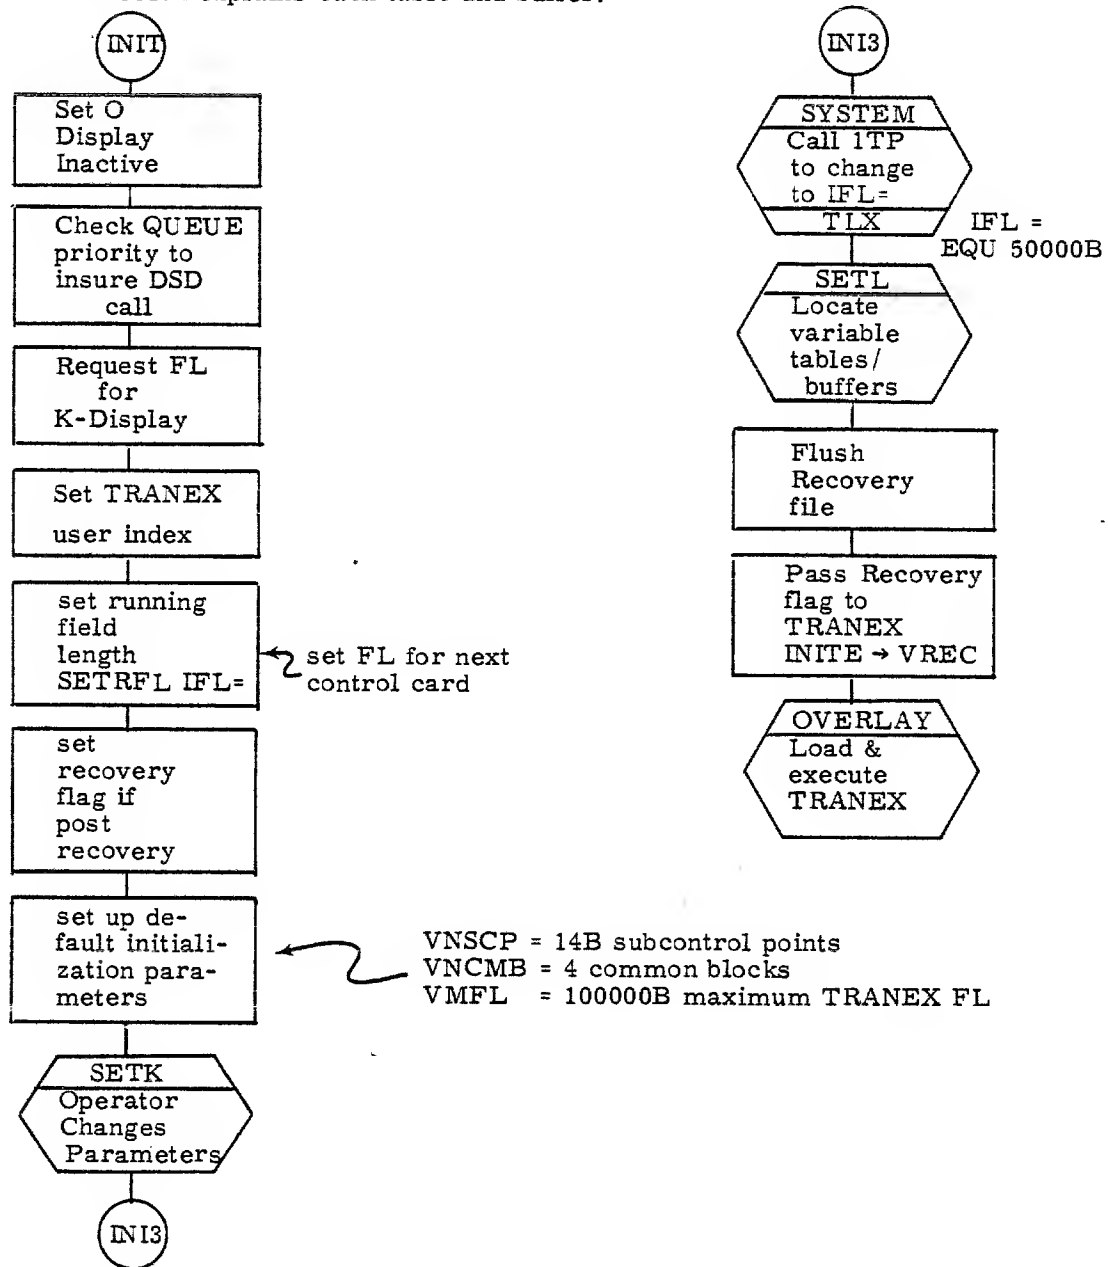 INIT
Set O
Display
Inactive
Check QUEUE
priority to
insure DSD
call
Request FL
for
K-Display
Set TRANEX
user index
set running
field
length
SETRFL IFL=
set FL for next
control card
set
recovery
flag if
post
recovery
set up de-
fault initiali-
zation para-
meters
VNSCP = 14B subcontrol points
VNCMB = 4 common blocks
VMFL = 100000B maximum TRANEX FL
SETK
Operator
Changes
Parameters
INI3
INI3
SYSTEM
Call 1TP
to change
to IFL=
TLX
IFL =
EQU 50000B
SETL
Locate
variable
tables/
buffers
Flush
Recovery
file
Pass Recovery
flag to
TRANEX
INITE → VREC
OVERLAY
Load &
execute
TRANEX